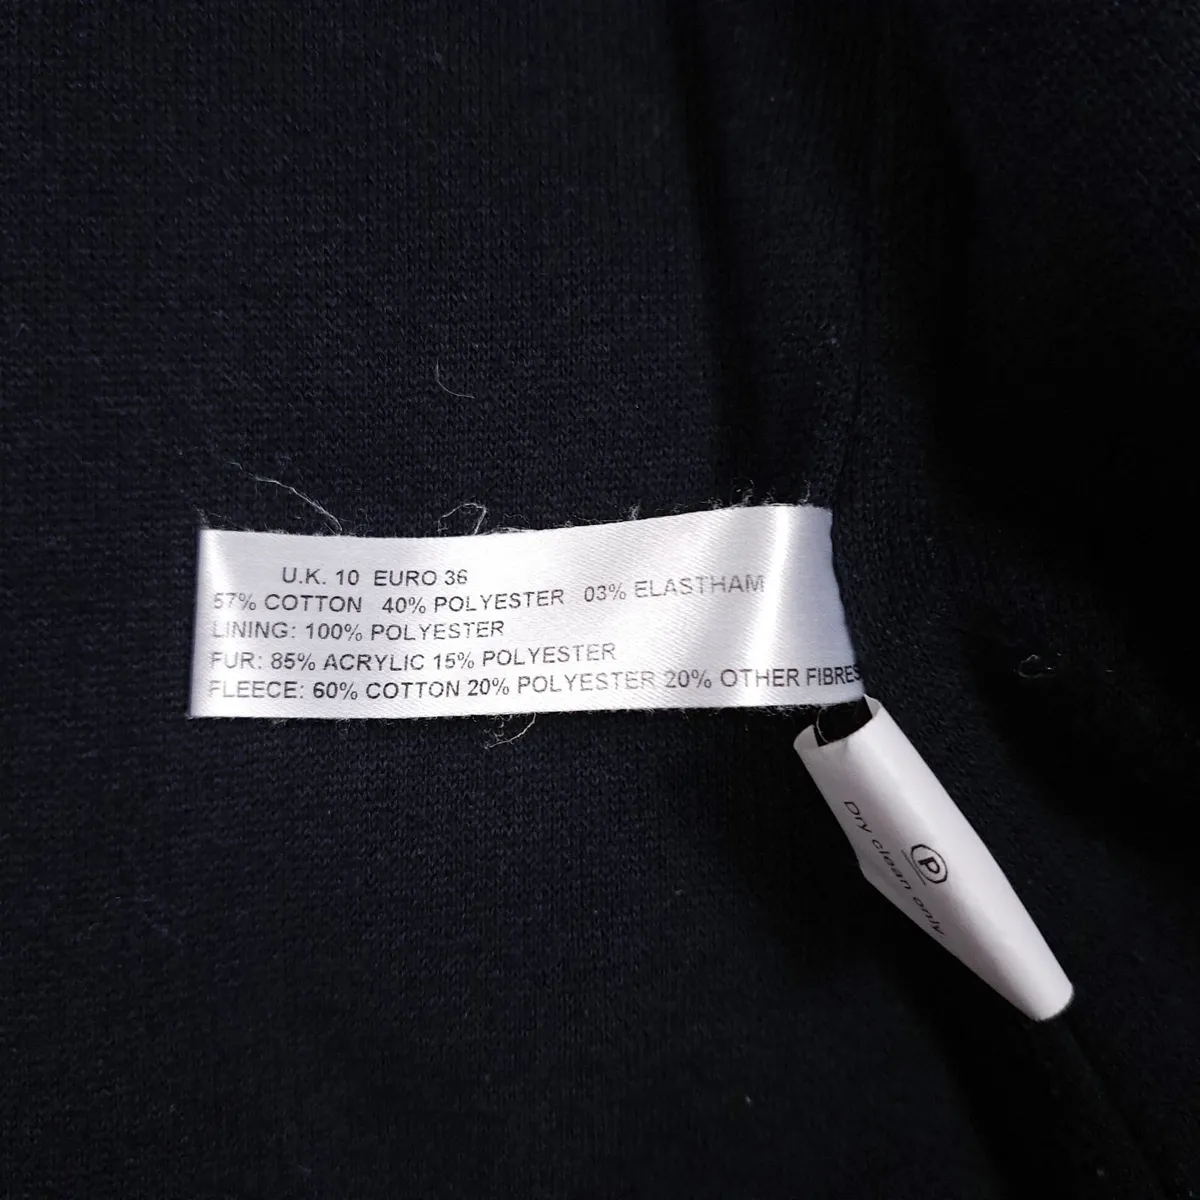 U.K. 10 EURO 36
57% COTTON 40% POLYESTER 03% ELASTHAM
LINING: 100% POLYESTER
FUR: 85% ACRYLIC 15% POLYESTER
FLEECE: 60% COTTON 20% POLYESTER 20% OTHER FIBRES
P
Dry clean only